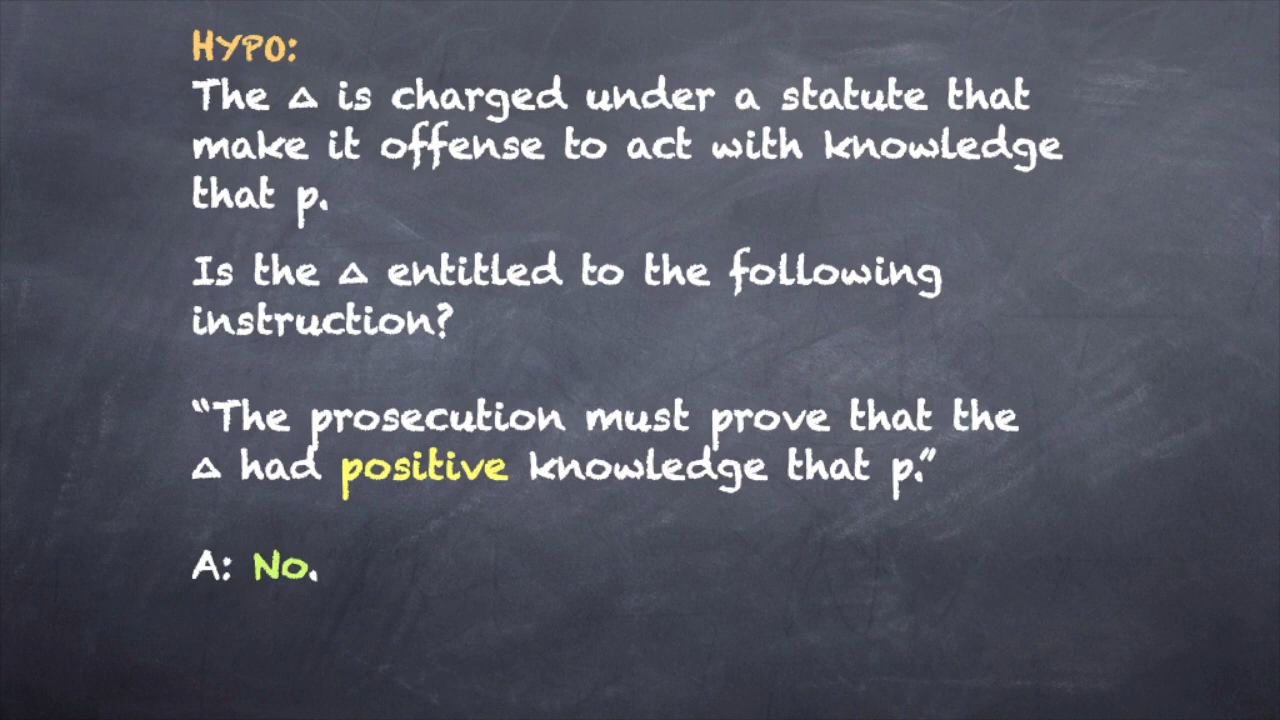 HYPO:
The Δ is charged under a statute that
make it offense to act with knowledge
that p.
Is the Δ entitled to the following
instruction?
“The prosecution must prove that the
Δ had positive knowledge that p.”
A: No.